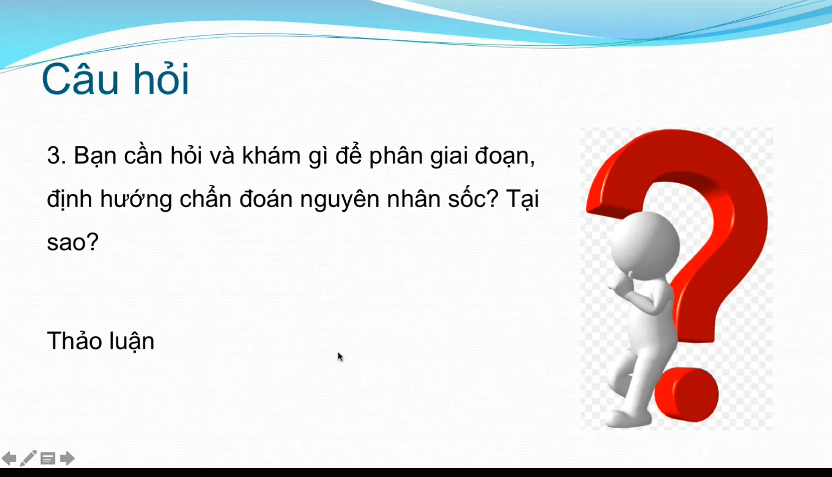 Câu hỏi
3. Bạn cần hỏi và khám gì để phân giai đoạn,
định hướng chẩn đoán nguyên nhân sốc? Tại
sao?
Thảo luận